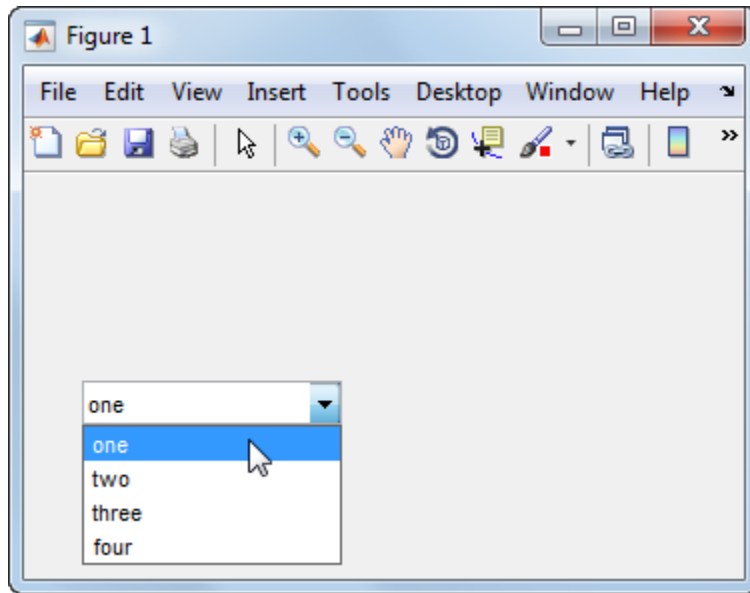 Figure 1
File Edit View Insert Tools Desktop Window Help
one
one
two
three
four